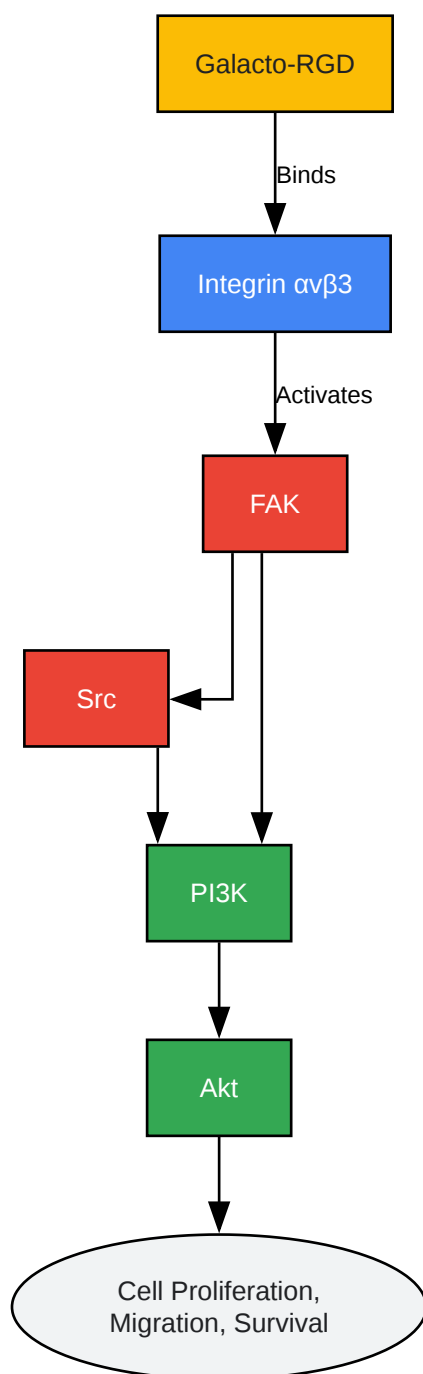 Galacto-RGD
Binds
Integrin αvβ3
Activates
FAK
Src
PI3K
Akt
Cell Proliferation,
Migration, Survival